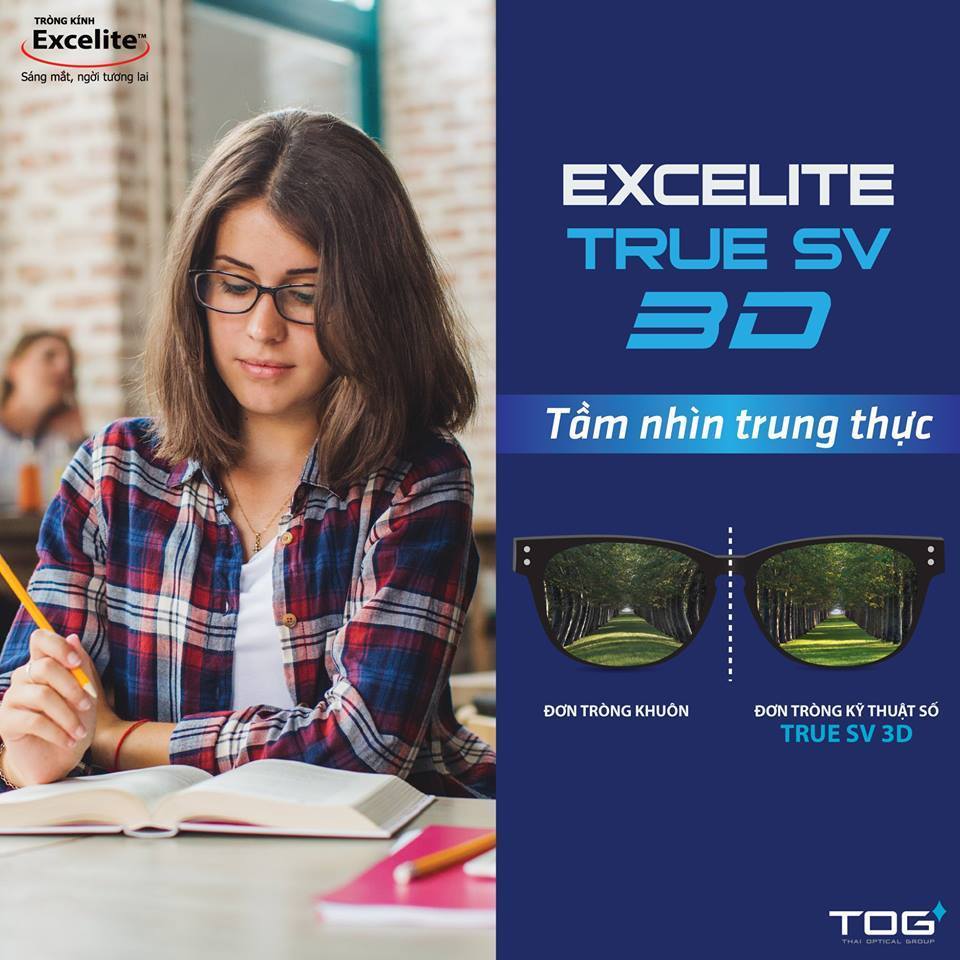 TRÒNG KÍNH
Excelite™
Sáng mắt, ngời tương lai
EXCELITE
TRUE SV
3D
Tầm nhìn trung thực
ĐƠN TRÒNG KHUÔN
ĐƠN TRÒNG KỸ THUẬT SỐ
TRUE SV 3D
TOG
THAI OPTICAL GROUP